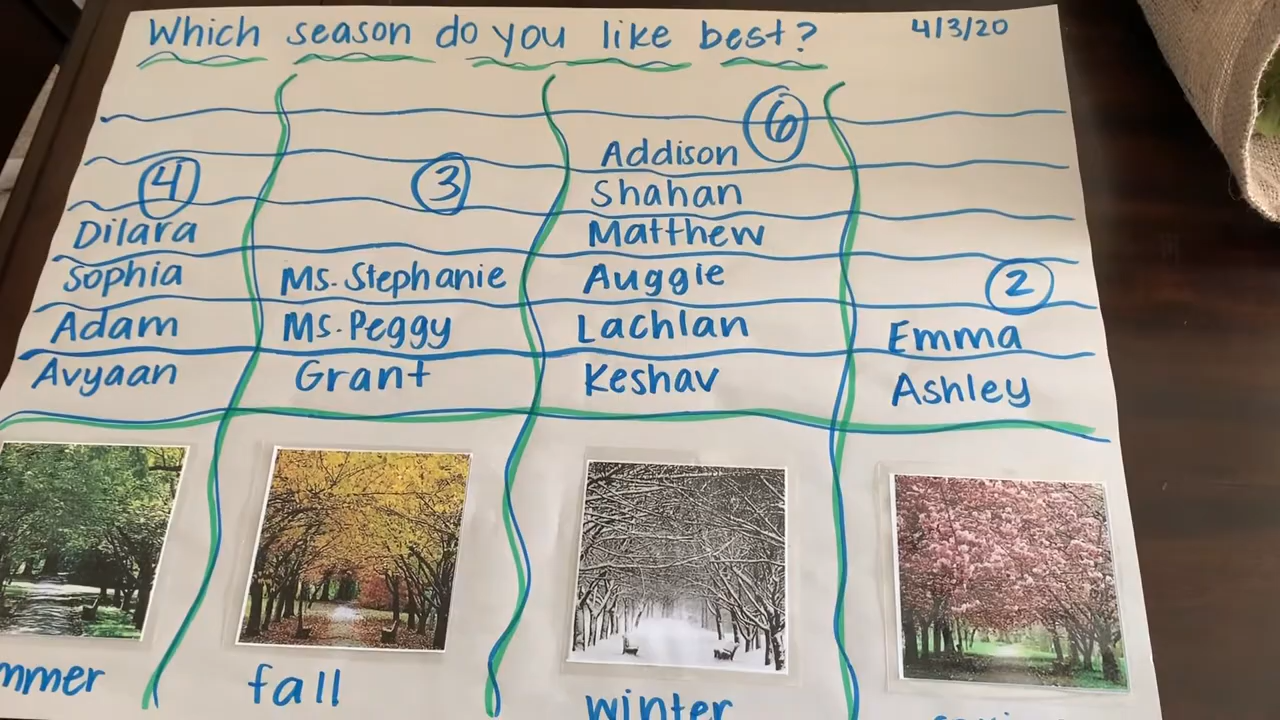 Which season do you like best? 4/3/20
6
Addison
4 3 Shahan
Dilara Matthew
Sophia Ms. Stephanie Auggie 2
Adam Ms. Peggy Lachlan Emma
Avyaan Grant Keshav Ashley
mmer fall winter